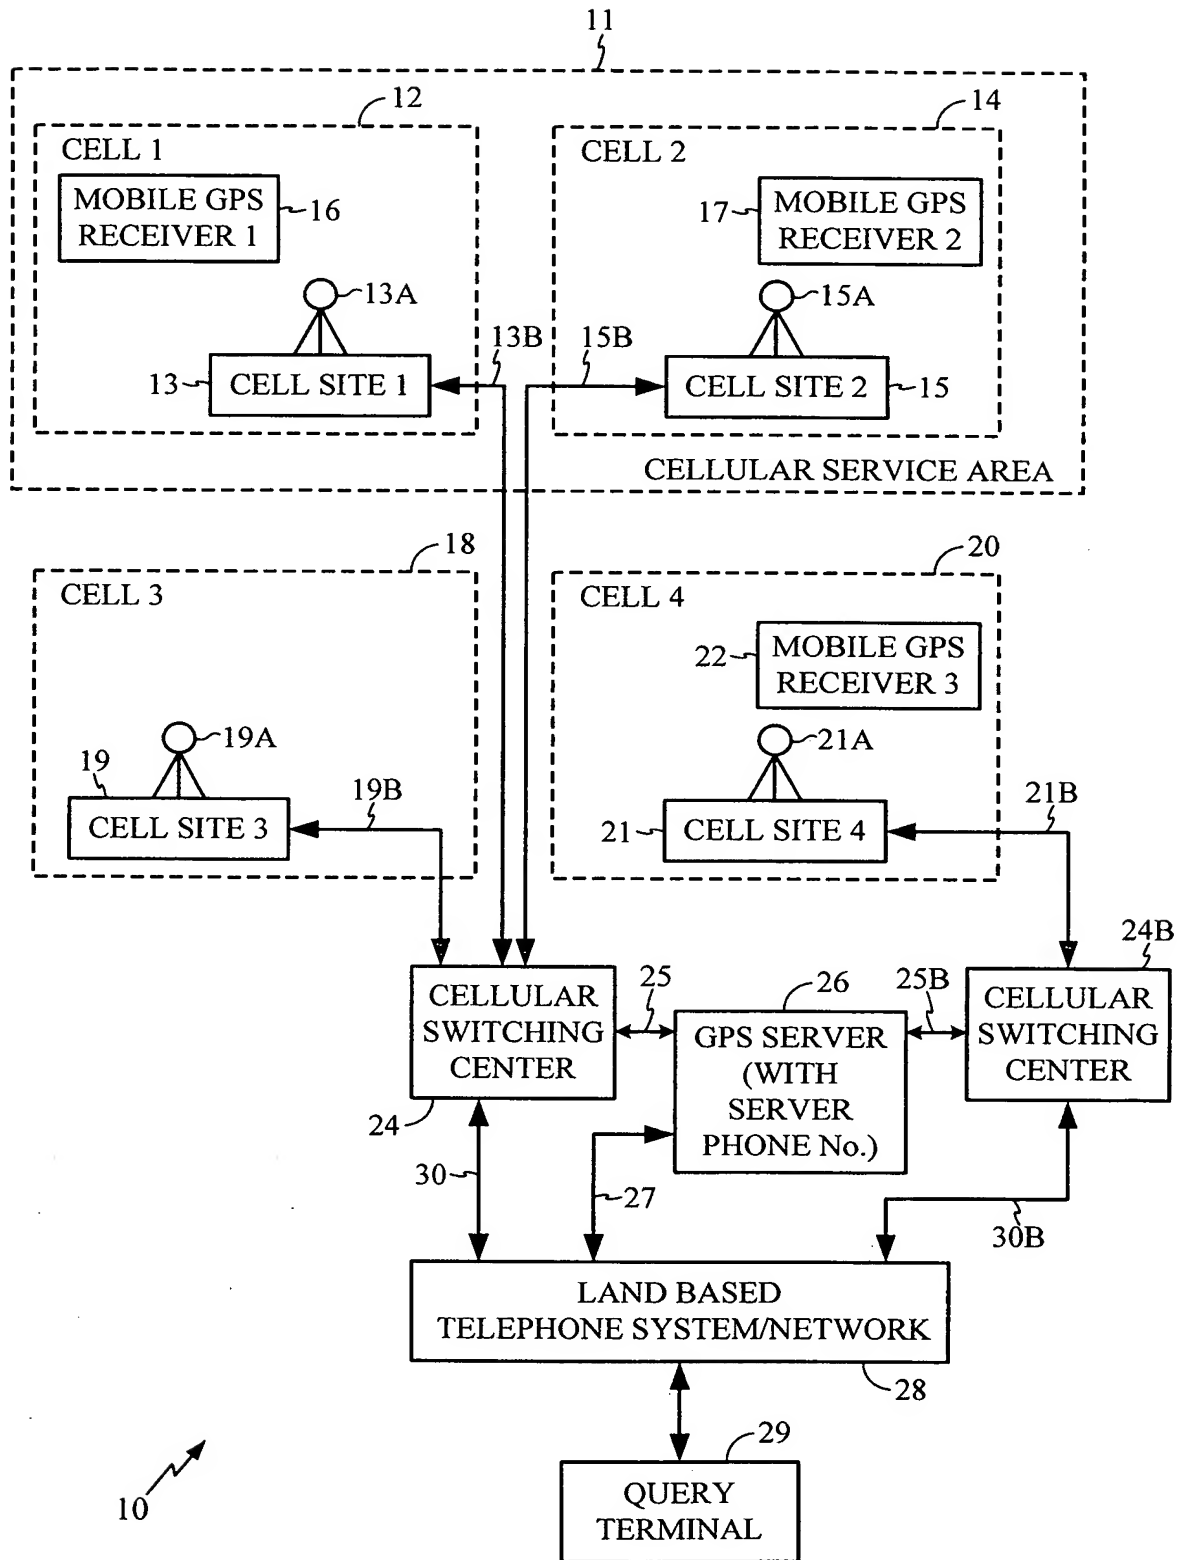 11
12
14
CELL 1
CELL 2
MOBILE GPS
RECEIVER 1
16
17
MOBILE GPS
RECEIVER 2
13A
15A
13B
15B
13
CELL SITE 1
CELL SITE 2
15
CELLULAR SERVICE AREA
18
20
CELL 3
CELL 4
22
MOBILE GPS
RECEIVER 3
19A
21A
19
19B
21B
CELL SITE 3
21
CELL SITE 4
24B
CELLULAR
SWITCHING
CENTER
25
26
25B
GPS SERVER
(WITH
SERVER
PHONE No.)
CELLULAR
SWITCHING
CENTER
24
30
27
30B
LAND BASED
TELEPHONE SYSTEM/NETWORK
28
29
10
QUERY
TERMINAL